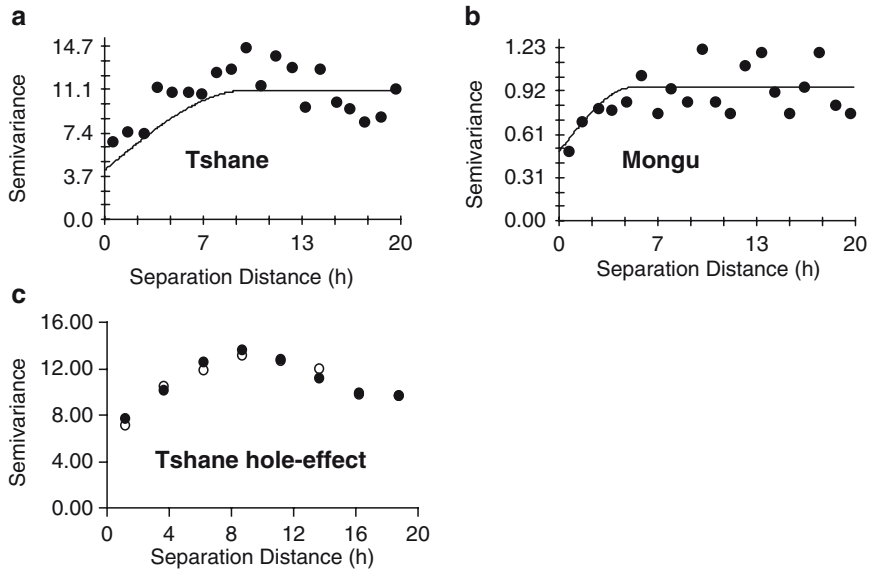 a
14.7
11.1
7.4
3.7
0.0
Semivariance
Tshane
0 7 13 20
Separation Distance (h)
b
1.23
0.92
0.61
0.31
0.00
Semivariance
Mongu
0 7 13 20
Separation Distance (h)
c
16.00
12.00
8.00
4.00
0.00
Semivariance
Tshane hole-effect
0 4 8 12 16 20
Separation Distance (h)